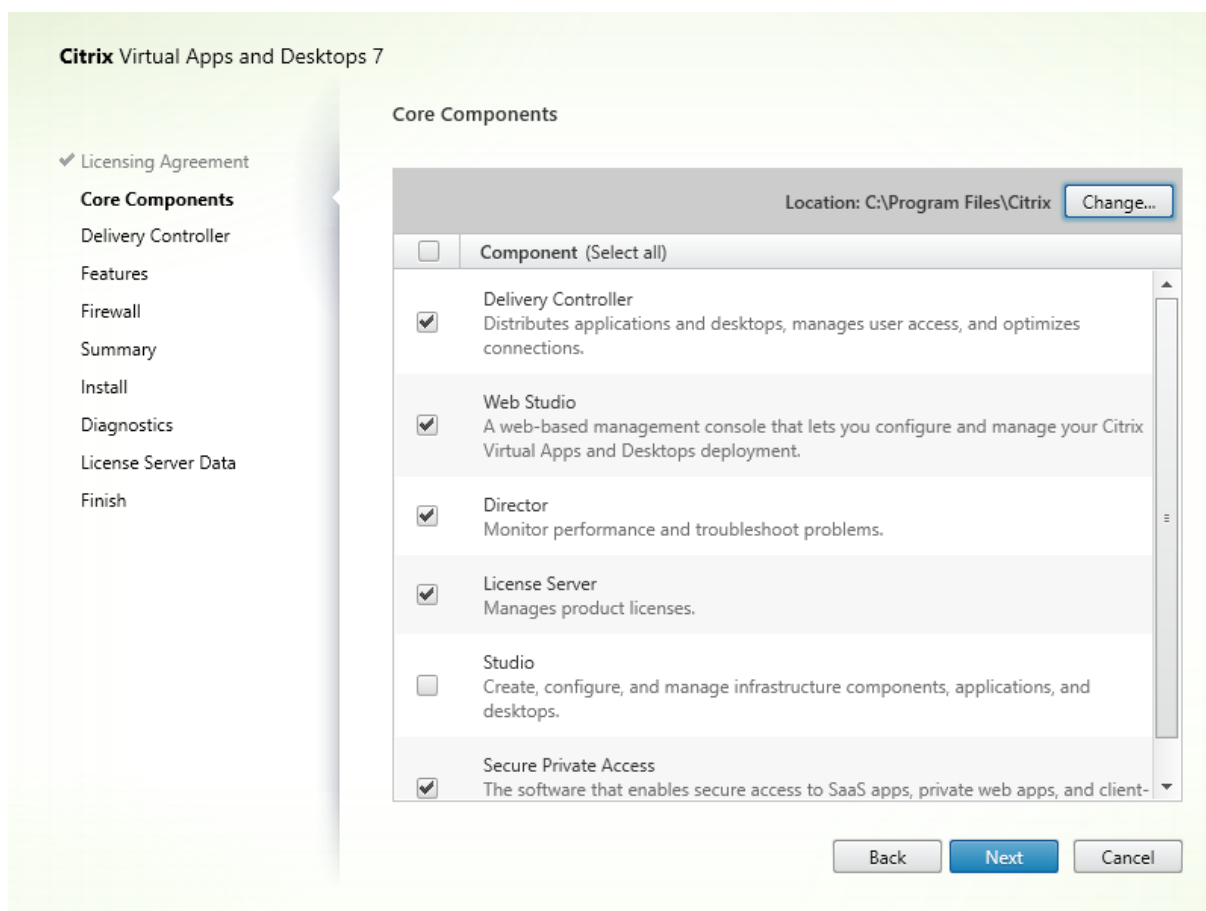 Citrix Virtual Apps and Desktops 7
Core Components
Licensing Agreement
Core Components
Delivery Controller
Features
Firewall
Summary
Install
Diagnostics
License Server Data
Finish
Location: C:\Program Files\Citrix Change...
Component (Select all)
Delivery Controller
Distributes applications and desktops, manages user access, and optimizes
connections.
Web Studio
A web-based management console that lets you configure and manage your Citrix
Virtual Apps and Desktops deployment.
Director
Monitor performance and troubleshoot problems.
License Server
Manages product licenses.
Studio
Create, configure, and manage infrastructure components, applications, and
desktops.
Secure Private Access
The software that enables secure access to SaaS apps, private web apps, and client-
Back Next Cancel